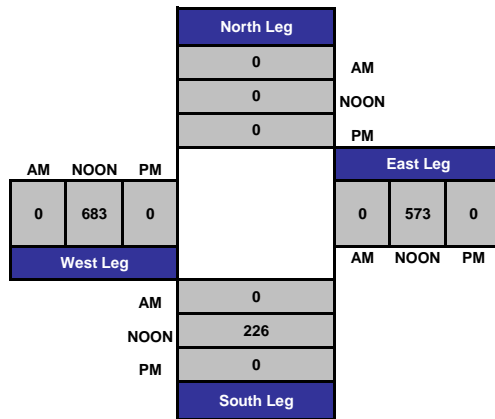 North Leg
0 AM
0 NOON
0 PM
East Leg
AM NOON PM
0 683 0
0 573 0
West Leg
AM NOON PM
AM 0
NOON 226
PM 0
South Leg